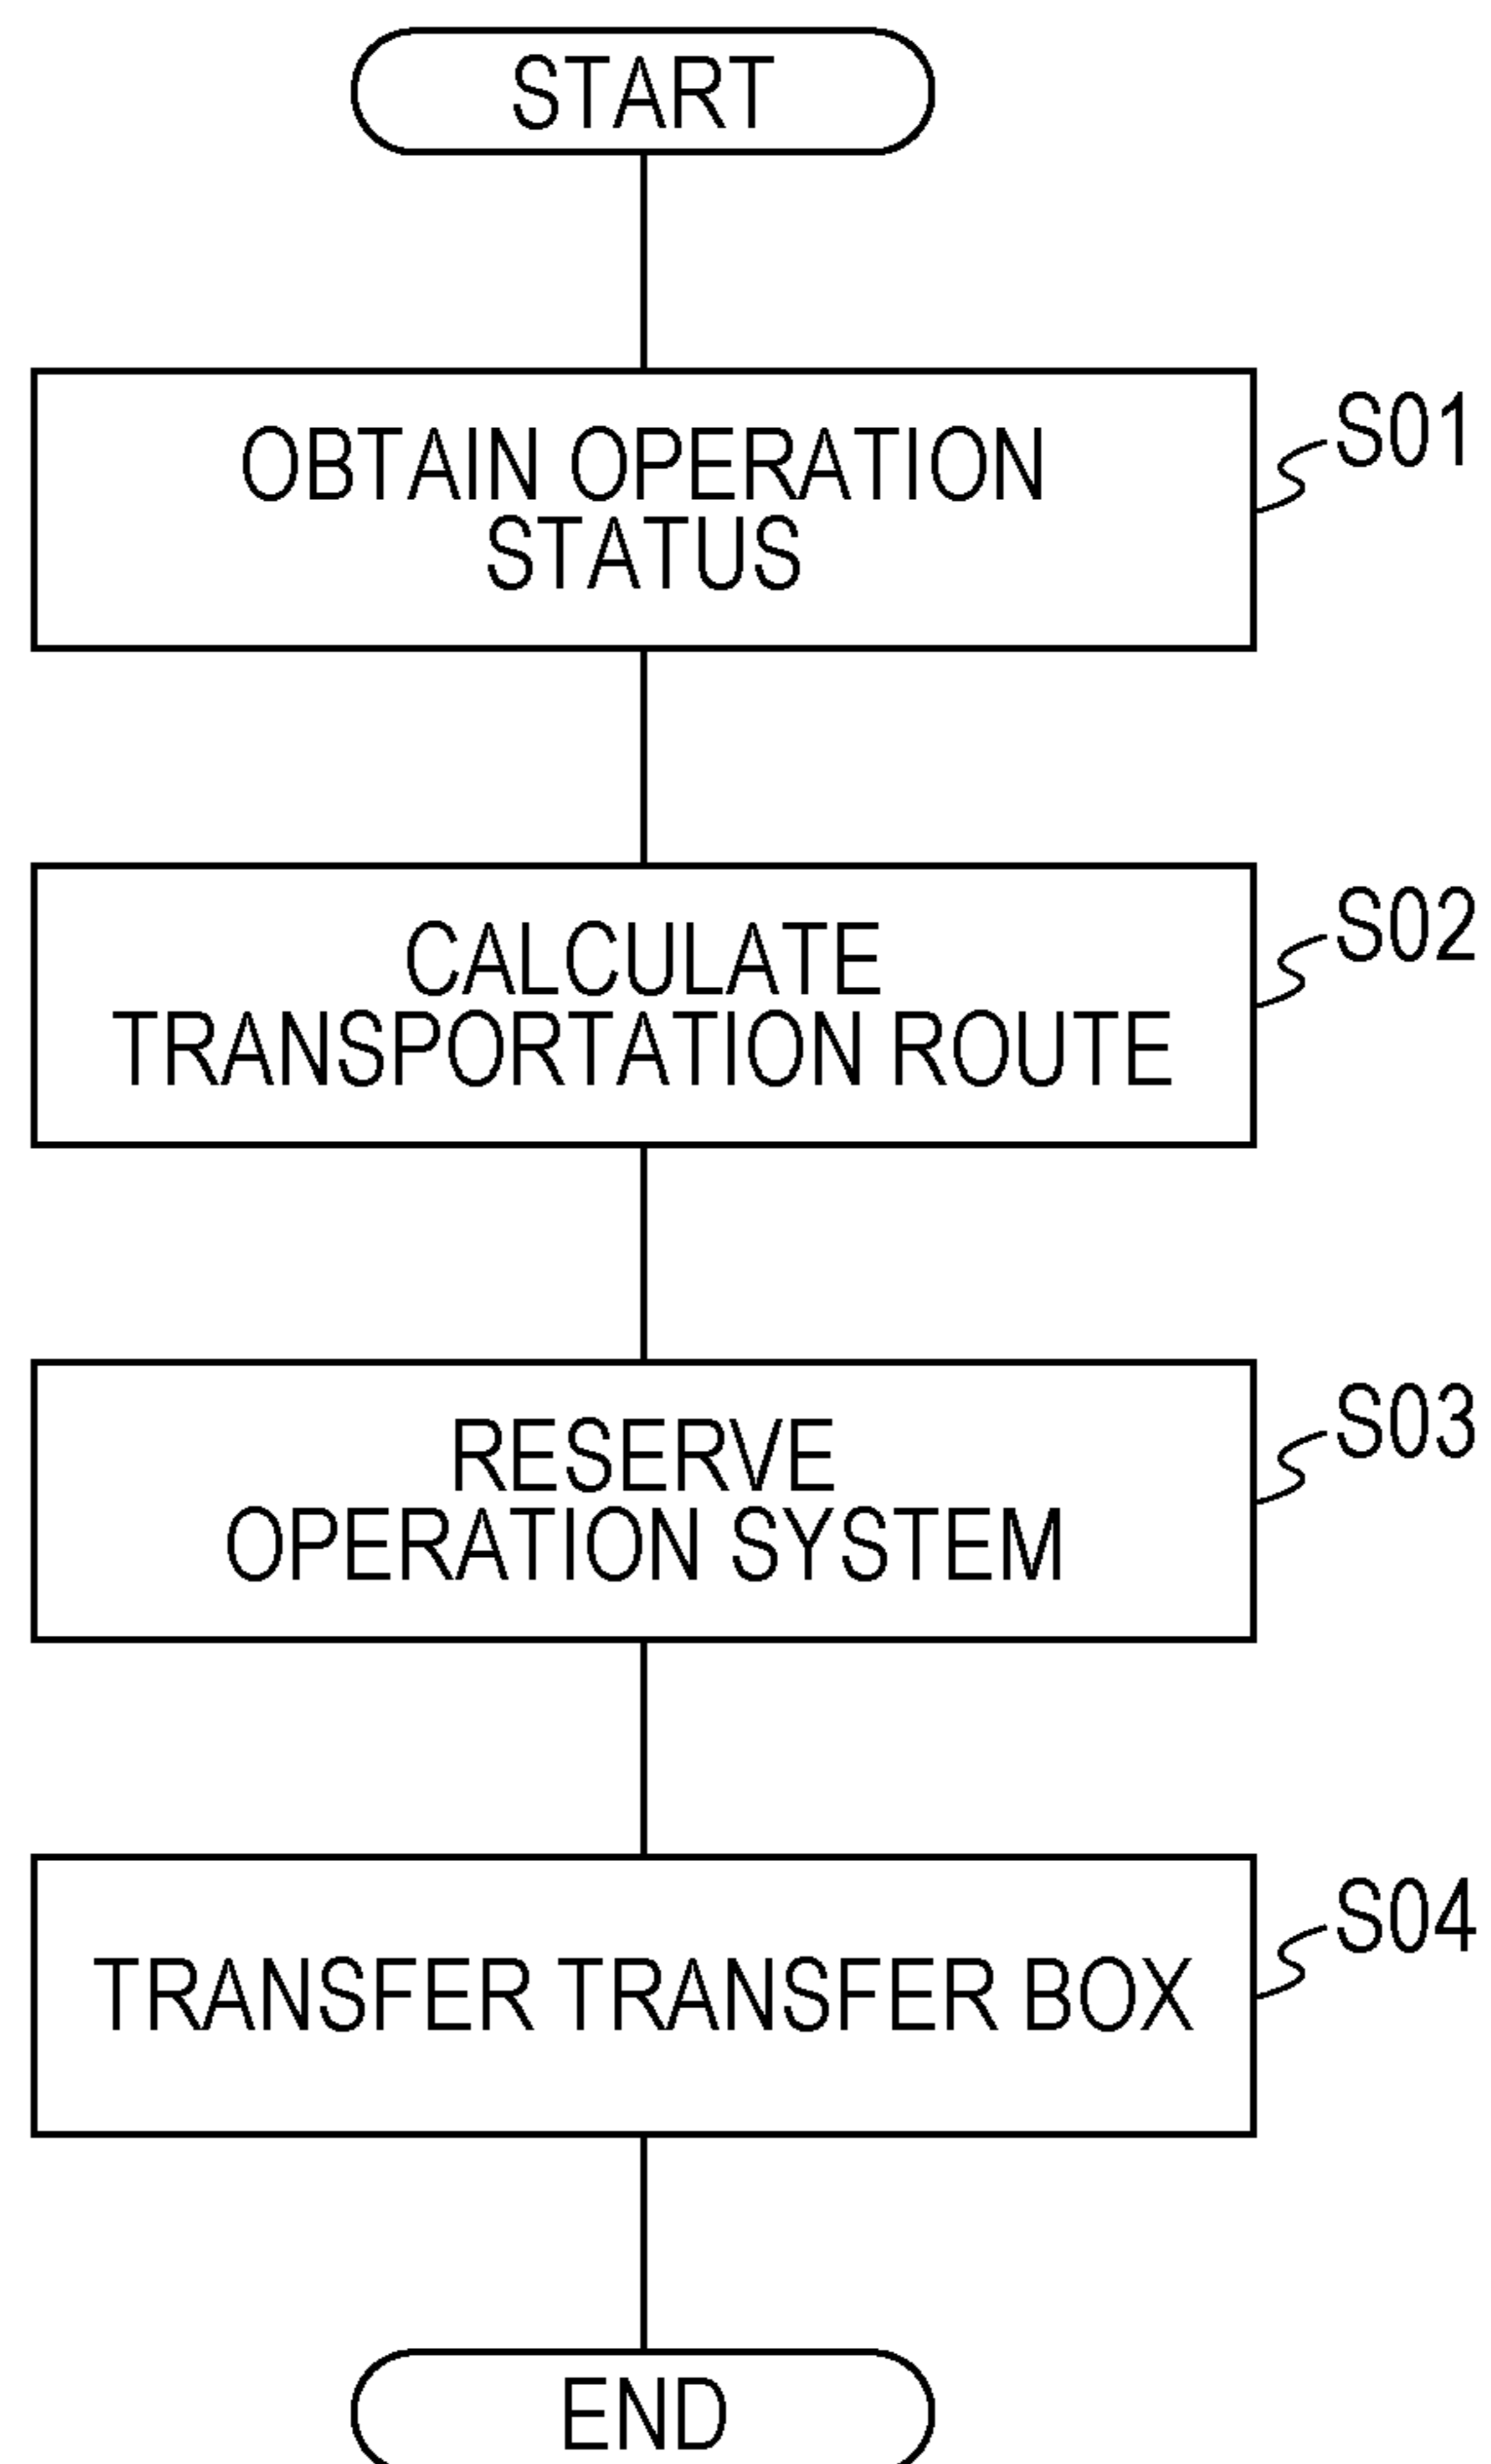 START
OBTAIN OPERATION
STATUS
S01
CALCULATE
TRANSPORTATION ROUTE
S02
RESERVE
OPERATION SYSTEM
S03
TRANSFER TRANSFER BOX
S04
END